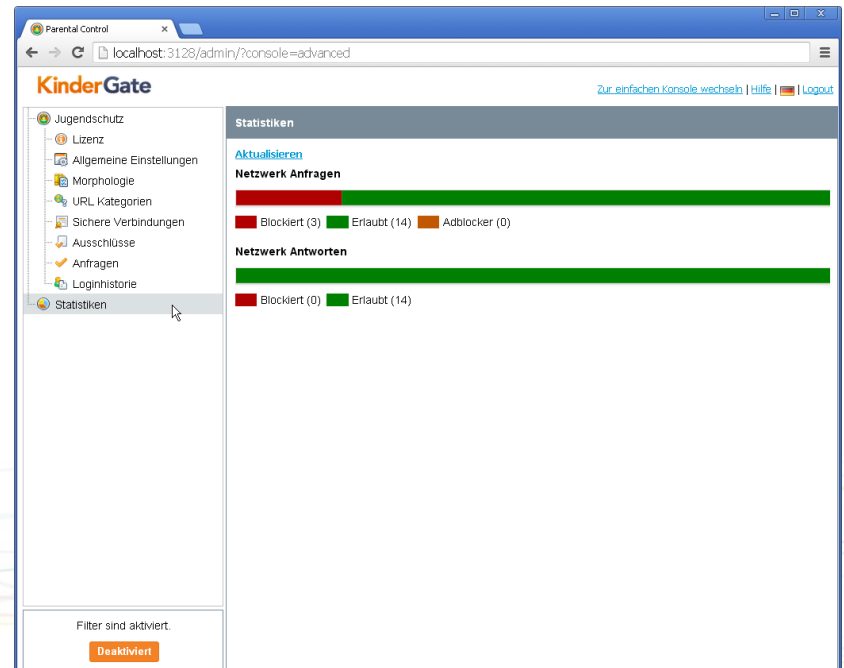 Parental Control
localhost:3128/admin/?console=advanced
KinderGate
Zur einfachen Konsole wechseln | Hilfe | | Logout
Jugendschutz
Lizenz
Allgemeine Einstellungen
Morphologie
URL Kategorien
Sichere Verbindungen
Ausschlüsse
Anfragen
Loginhistorie
Statistiken
Filter sind aktiviert.
Deaktiviert
Statistiken
Aktualisieren
Netzwerk Anfragen
Blockiert (3) Erlaubt (14) Adblocker (0)
Netzwerk Antworten
Blockiert (0) Erlaubt (14)